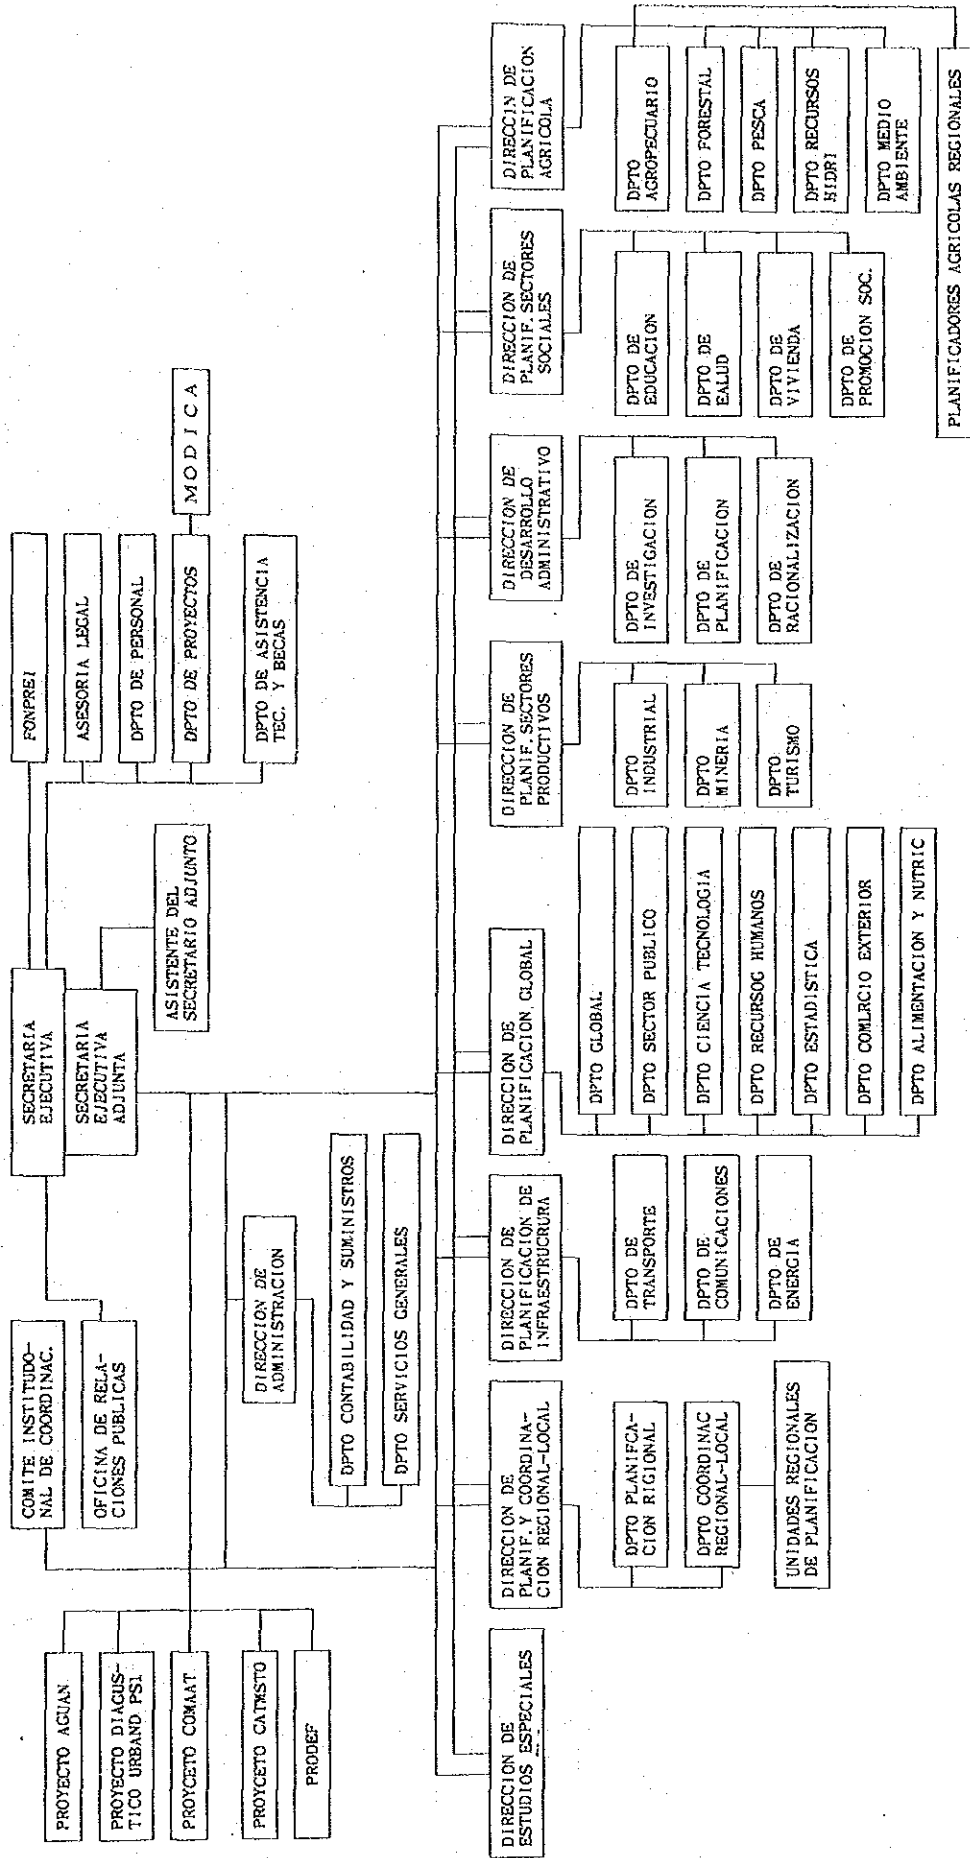 PROYECTO AGUAN
PROYECTO DIAGUS-
TICO URBAND PSI
PROYCETO COMAAT
PROYCETO CATMSTO
PRODEF
COMITE INSTITUDO-
NAL DE COORDINAC.
OFICINA DE RELA-
CIONES PUBLICAS
SECRETARIA
EJECUTIVA
SECRETARIA
EJECUTIVA
ADJUNTA
ASISTENTE DEL
SECRETARIO ADJUNTO
FONPREI
ASESORIA LEGAL
DPTO DE PERSONAL
DPTO DE PROYECTOS
MODICA
DPTO DE ASISTENCIA
TEC. Y BECAS
DIRECCION DE
ADMINISTRACION
DPTO CONTABILIDAD Y SUMINISTROS
DPTO SERVICIOS GENERALES
DIRECCION DE
ESTUDIOS ESPECIALES
DIRECCION DE
PLANIF. Y COORDINA-
CION REGIONAL-LOCAL
DPTO PLANIFICA-
CION RIGIONAL
DPTO COORDINAC
REGIONAL-LOCAL
UNIDADES REGIONALES
DE PLANIFICACION
DIRECCION DE
PLANIFICACION DE
INFRAESTRUCRURA
DPTO DE
TRANSPORTE
DPTO DE
COMUNICACIONES
DPTO DE
ENERGIA
DIRECCION DE
PLANIFICACION, GLOBAL
DPTO GLOBAL
DPTO SECTOR PUBLICO
DPTO CIENCIA TECNOLOGIA
DPTO RECURSOG HUMANOS
DPTO ESTADISTICA
DPTO COMLRCIO EXTERIOR
DPTO ALIMENTACION Y NUTRIC
DIRECCION DE
PLANIF. SECTORES
PRODUCTIVOS
DPTO
INDUSTRIAL
DPTO
MINERIA
DPTO
TURISMO
DIRECCION DE
DESARROLLO
ADMINISTRATIVO
DPTO DE
INVESTIGACION
DPTO DE
PLANIFICACION
DPTO DE
RACIONALIZACION
DIRECCION DE
PLANIF. SECTORES
SOCIALES
DPTO DE
EDUCACION
DPTO DE
EALUD
DPTO DE
VIVIENDA
DPTO DE
PROMOCION SOC.
DIRECCIN DE
PLANIFICACION
AGRICOLA
DPTO
AGROPECUARIO
DPTO FORESTAL
DPTO PESCA
DPTO RECURSOS
HIDRI
DPTO MEDIO
AMBIENTE
PLANIFICADORES AGRICOLAS REGIONALES